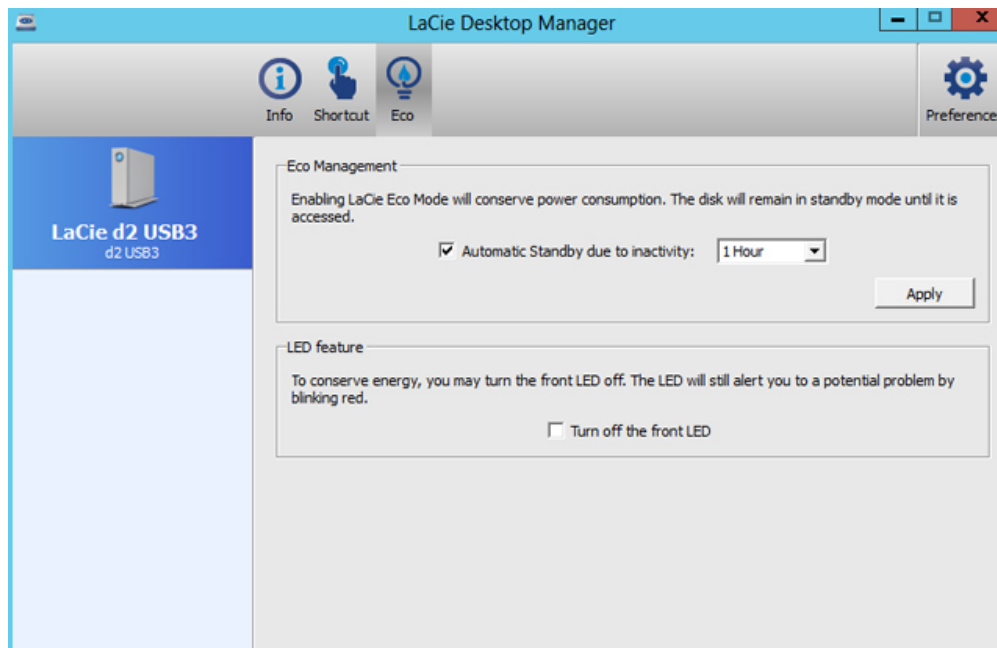 LaCie Desktop Manager
Info Shortcut Eco Preference
LaCie d2 USB3
d2 USB3
Eco Management
Enabling LaCie Eco Mode will conserve power consumption. The disk will remain in standby mode until it is
accessed.
Automatic Standby due to inactivity: 1 Hour
Apply
LED feature
To conserve energy, you may turn the front LED off. The LED will still alert you to a potential problem by
blinking red.
Turn off the front LED